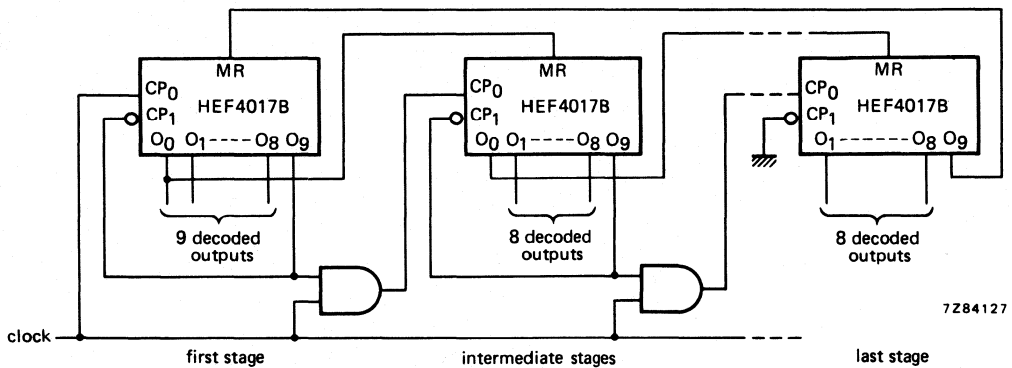 MR
CP0
HEF4017B
CP1
O0 O1 ----- O8 O9
9 decoded
outputs
MR
CP0
HEF4017B
CP1
O0 O1 ---- O8 O9
8 decoded
outputs
MR
CP0
HEF4017B
CP1
O1 -------- O8 O9
8 decoded
outputs
7Z84127
clock
first stage
intermediate stages
last stage